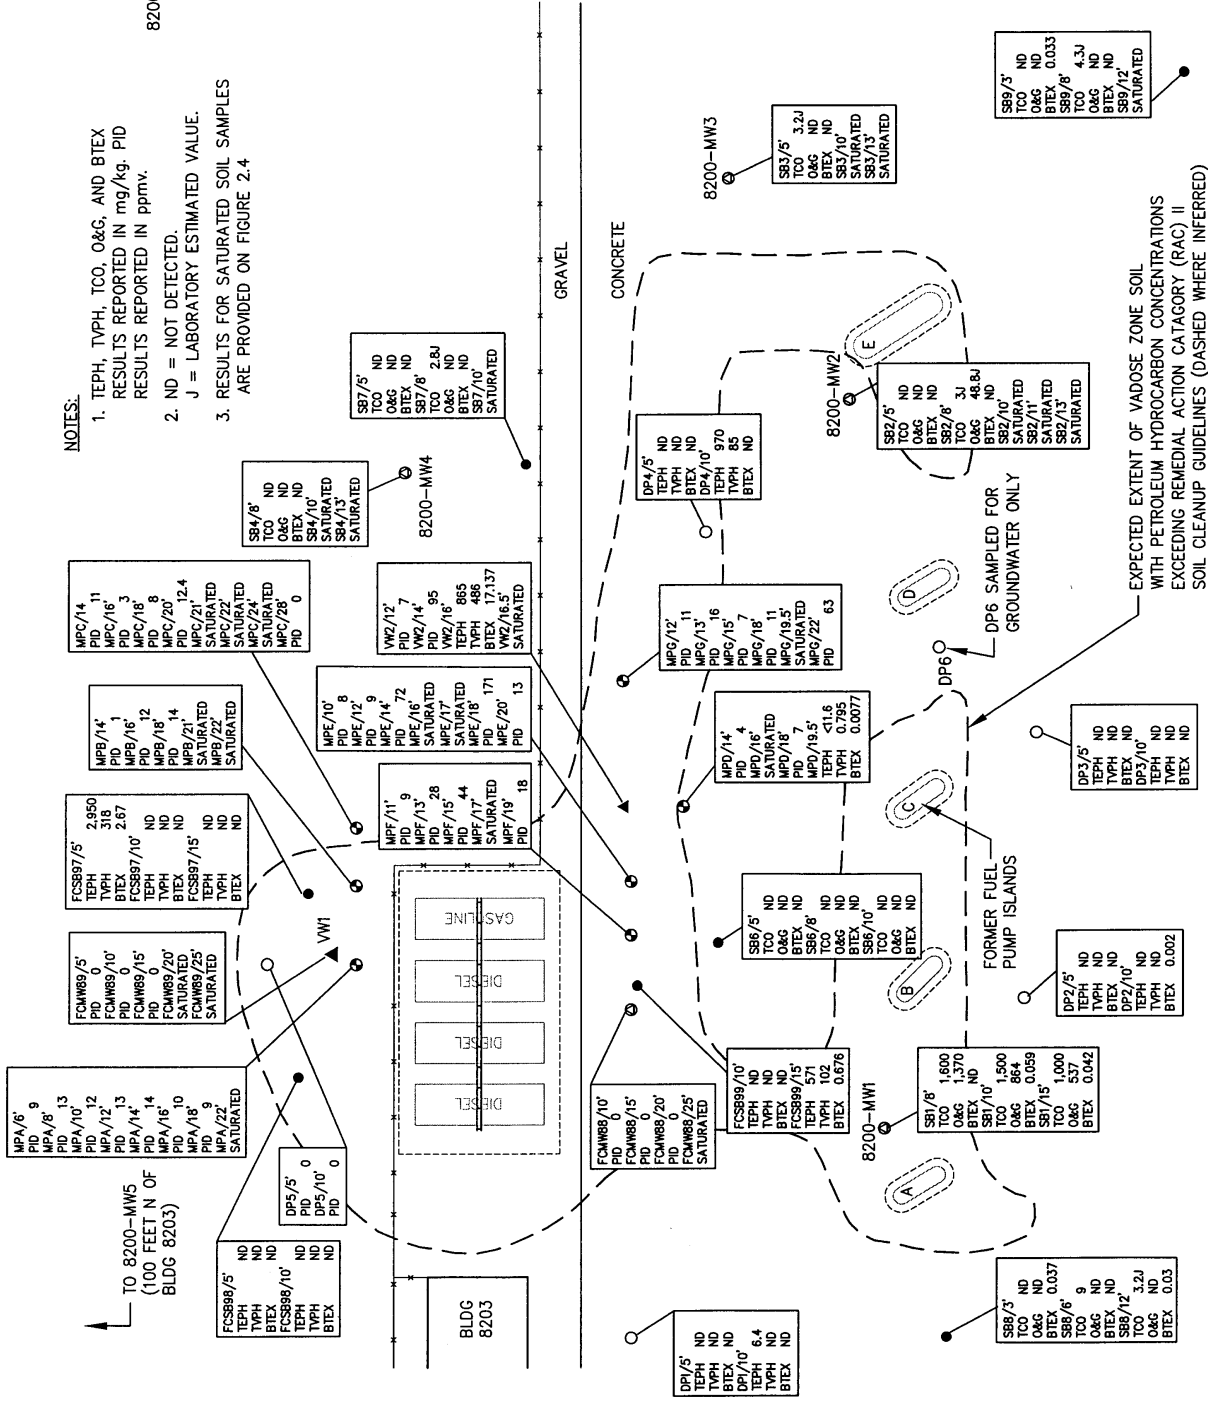 8200
NOTES:
1. TEPH, TVPH, TCO, O&G, AND BTEX
RESULTS REPORTED IN mg/kg. PID
RESULTS REPORTED IN ppmv.
2. ND = NOT DETECTED.
J = LABORATORY ESTIMATED VALUE.
3. RESULTS FOR SATURATED SOIL SAMPLES
ARE PROVIDED ON FIGURE 2.4
TO 8200-MW5
(100 FEET N OF
BLDG 8203)
MPA/6'
PID 9
MPA/8'
PID 13
MPA/10'
PID 12
MPA/12'
PID 13
MPA/14'
PID 14
MPA/16'
PID 10
MPA/18'
PID 9
MPA/22'
SATURATED
FCMW89/5'
PID 0
FCMW89/10'
PID 0
FCMW89/15'
PID 0
FCMW89/20'
SATURATED
FCMW89/25'
SATURATED
FCSB97/5'
TEPH 2,950
TVPH 318
BTEX 2.67
FCSB97/10'
TEPH ND
TVPH ND
BTEX ND
FCSB97/15'
TEPH ND
TVPH ND
BTEX ND
MPB/14'
PID 1
MPB/16'
PID 12
MPB/18'
PID 14
MPB/21'
SATURATED
MPB/22'
SATURATED
MPC/14
PID 11
MPC/16'
PID 3
MPC/18'
PID 8
MPC/20'
PID 12.4
MPC/21'
SATURATED
MPC/22'
SATURATED
MPC/24'
SATURATED
MPC/28'
PID 0
SB4/8'
TCO ND
O&G ND
BTEX ND
SB4/10'
SATURATED
SB4/13'
SATURATED
8200-MW4
SB7/5'
TCO ND
O&G ND
BTEX ND
SB7/8'
TCO 2.8J
O&G ND
BTEX ND
SB7/10'
SATURATED
FCSB98/5'
TEPH ND
TVPH ND
BTEX ND
FCSB98/10'
TEPH ND
TVPH ND
BTEX ND
DP5/5'
PID 0
DP5/10'
PID 0
VW1
MPF/11'
PID 9
MPF/13'
PID 28
MPF/15'
PID 44
MPF/17'
SATURATED
MPF/19'
PID 18
MPE/10'
PID 8
MPE/12'
PID 9
MPE/14'
PID 72
MPE/16'
SATURATED
MPE/17'
SATURATED
MPE/18'
PID 171
MPE/20'
PID 13
VW2/12'
PID 7
VW2/14'
PID 95
VW2/16'
TEPH 865
TVPH 486
BTEX 17.137
VW2/16.5'
SATURATED
BLDG
8203
DIESEL
DIESEL
DIESEL
GASOLINE
GRAVEL
CONCRETE
DP1/5'
TEPH ND
TVPH ND
BTEX ND
DP1/10'
TEPH 6.4
TVPH ND
BTEX ND
FCMW88/10'
PID 0
FCMW88/15'
PID 0
FCMW88/20'
PID 0
FCMW88/25'
SATURATED
FCSB99/10'
TEPH ND
TVPH ND
BTEX ND
FCSB99/15'
TEPH 571
TVPH 102
BTEX 0.676
SB6/5'
TCO ND
O&G ND
BTEX ND
SB6/8'
TCO ND
O&G ND
BTEX ND
SB6/10'
TCO ND
O&G ND
BTEX ND
MPD/14'
PID 4
MPD/16'
SATURATED
MPD/18'
PID 7
MPD/19.5'
TEPH <11.6
TVPH 0.795
BTEX 0.0077
MPG/12'
PID 11
MPG/13'
PID 16
MPG/15'
PID 7
MPG/18'
PID 11
MPG/19.5'
SATURATED
MPG/22'
PID 63
DP4/5'
TEPH ND
TVPH ND
BTEX ND
DP4/10'
TEPH 970
TVPH 85
BTEX ND
8200-MW3
SB3/5'
TCO 3.2J
O&G ND
BTEX ND
SB3/10'
SATURATED
SB3/13'
SATURATED
8200-MW2
SB2/5'
TCO ND
O&G ND
BTEX ND
SB2/8'
TCO 3J
O&G 48.8J
BTEX ND
SB2/10'
SATURATED
SB2/11'
SATURATED
SB2/13'
SATURATED
8200-MW1
SB1/8'
TCO 1,600
O&G 1,370
BTEX ND
SB1/10'
TCO 1,500
O&G 864
BTEX 0.059
SB1/15'
TCO 1,000
O&G 537
BTEX 0.042
A
B
C
D
E
FORMER FUEL
PUMP ISLANDS
DP6
DP6 SAMPLED FOR
GROUNDWATER ONLY
SB8/3'
TCO ND
O&G ND
BTEX 0.037
SB8/6'
TCO 9
O&G ND
BTEX ND
SB8/12'
TCO 3.2J
O&G ND
BTEX 0.03
DP2/5'
TEPH ND
TVPH ND
BTEX ND
DP2/10'
TEPH ND
TVPH ND
BTEX 0.002
DP3/5'
TEPH ND
TVPH ND
BTEX ND
DP3/10'
TEPH ND
TVPH ND
BTEX ND
SB9/3'
TCO ND
O&G ND
BTEX 0.033
SB9/8'
TCO 4.3J
O&G ND
BTEX ND
SB9/12'
SATURATED
EXPECTED EXTENT OF VADOSE ZONE SOIL
WITH PETROLEUM HYDROCARBON CONCENTRATIONS
EXCEEDING REMEDIAL ACTION CATAGORY (RAC) II
SOIL CLEANUP GUIDELINES (DASHED WHERE INFERRED)